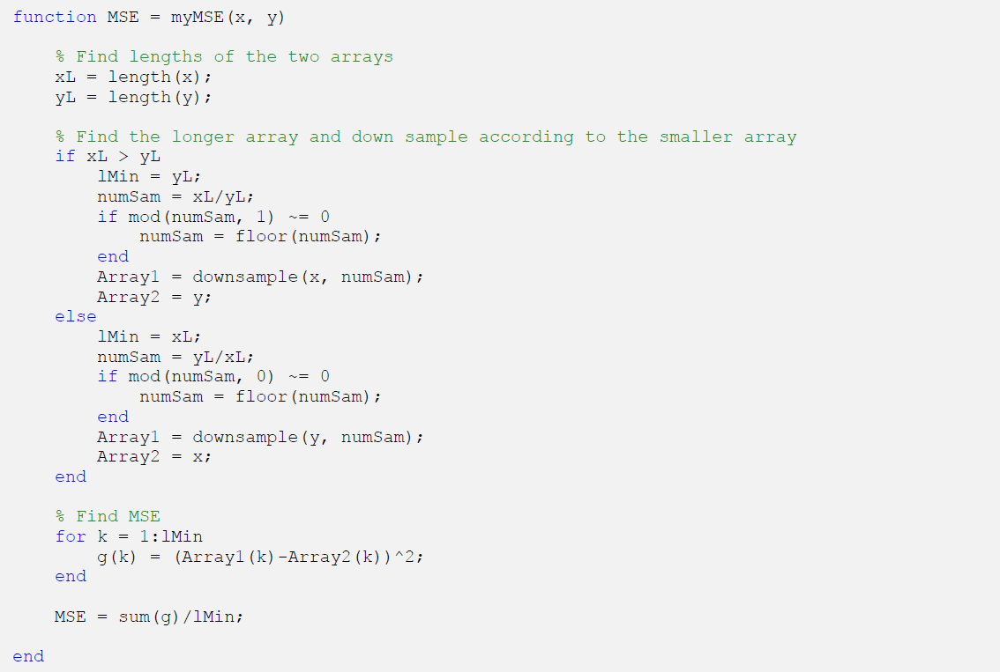 function MSE = myMSE(x, y)
% Find lengths of the two arrays
xL = length(x);
yL = length(y);
% Find the longer array and down sample according to the smaller array
if xL > yL
lMin = yL;
numSam = xL/yL;
if mod(numSam, 1) ~= 0
numSam = floor(numSam);
end
Array1 = downsample(x, numSam);
Array2 = y;
else
lMin = xL;
numSam = yL/xL;
if mod(numSam, 0) ~= 0
numSam = floor(numSam);
end
Array1 = downsample(y, numSam);
Array2 = x;
end
% Find MSE
for k = 1:lMin
g(k) = (Array1(k)-Array2(k))^2;
end
MSE = sum(g)/lMin;
end